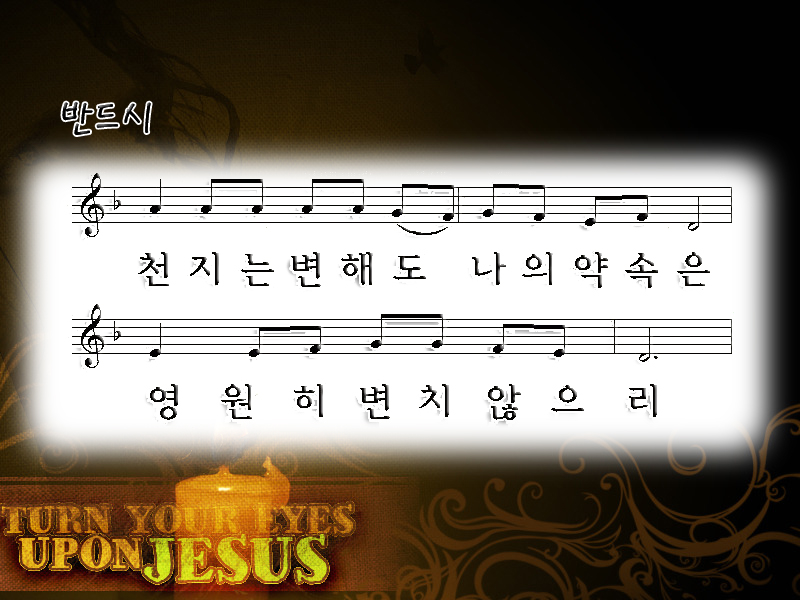 반드시
천 지 는 변 해 도 나 의 약 속 은
영 원 히 변 치 않 으 리
TURN YOUR EYES
UPON JESUS